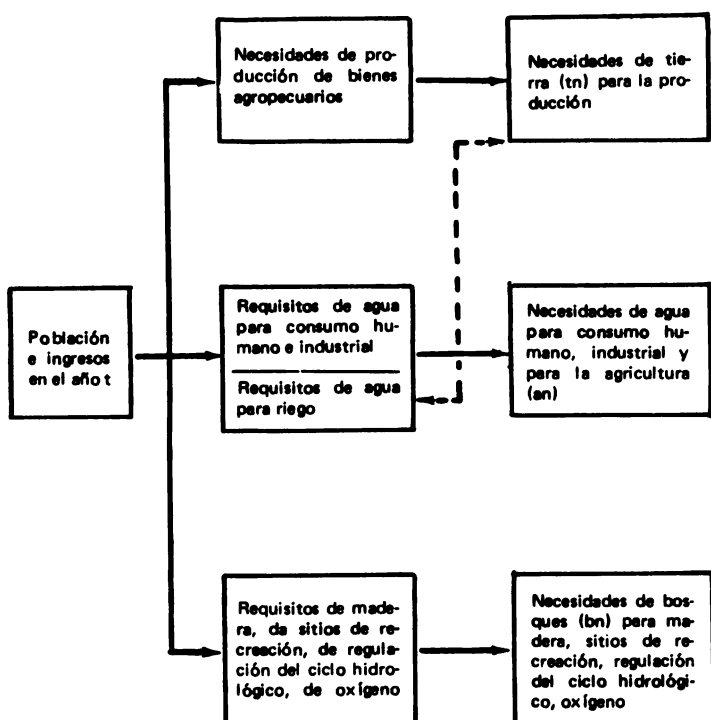 Necesidades de pro-
ducción de bienes
agropecuarios
Necesidades de tie-
rra (tn) para la pro-
ducción
Población
e ingresos
en el año t
Requisitos de agua
para consumo hu-
mano e industrial
Requisitos de agua
para riego
Necesidades de agua
para consumo hu-
mano, industrial y
para la agricultura
(an)
Requisitos de made-
ra, da sitios de re-
creación, de regula-
ción del ciclo hidro-
lógico, de oxígeno
Necesidades de bos-
ques (bn) para ma-
dera, sitios de re-
creación, regulación
del ciclo hidrológi-
co, oxígeno